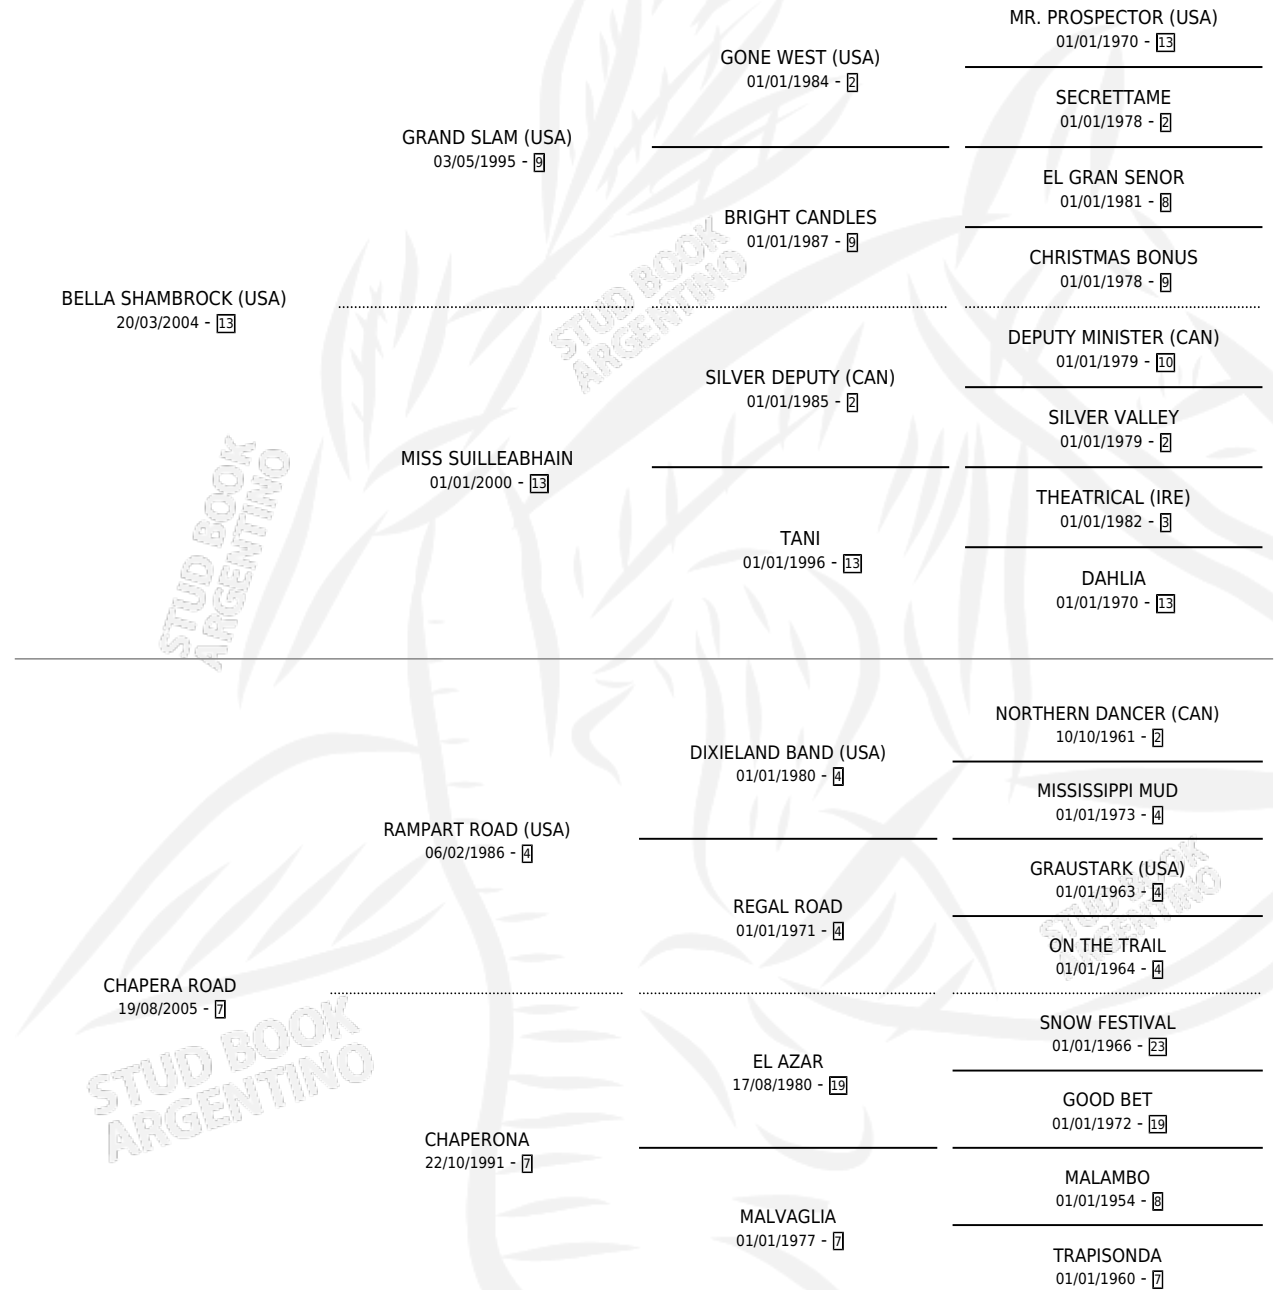 MR. PROSPECTOR (USA)
01/01/1970 - 13
GONE WEST (USA)
01/01/1984 - 2
SECRETTAME
01/01/1978 - 2
GRAND SLAM (USA)
03/05/1995 - 9
EL GRAN SENOR
01/01/1981 - 8
BRIGHT CANDLES
01/01/1987 - 9
CHRISTMAS BONUS
01/01/1978 - 9
BELLA SHAMBROCK (USA)
20/03/2004 - 13
DEPUTY MINISTER (CAN)
01/01/1979 - 10
SILVER DEPUTY (CAN)
01/01/1985 - 2
SILVER VALLEY
01/01/1979 - 2
MISS SUILLEABHAIN
01/01/2000 - 13
THEATRICAL (IRE)
01/01/1982 - 3
TANI
01/01/1996 - 13
DAHLIA
01/01/1970 - 13
STUD BOOK
ARGENTINO
STUD BOOK
ARGENTINO
NORTHERN DANCER (CAN)
10/10/1961 - 2
DIXIELAND BAND (USA)
01/01/1980 - 4
MISSISSIPPI MUD
01/01/1973 - 4
RAMPART ROAD (USA)
06/02/1986 - 4
GRAUSTARK (USA)
01/01/1963 - 4
REGAL ROAD
01/01/1971 - 4
ON THE TRAIL
01/01/1964 - 4
STUD BOOK
ARGENTINO
CHAPERA ROAD
19/08/2005 - 7
SNOW FESTIVAL
01/01/1966 - 23
EL AZAR
17/08/1980 - 19
GOOD BET
01/01/1972 - 19
STUD BOOK
ARGENTINO
CHAPERONA
22/10/1991 - 7
MALAMBO
01/01/1954 - 8
MALVAGLIA
01/01/1977 - 7
TRAPISONDA
01/01/1960 - 7